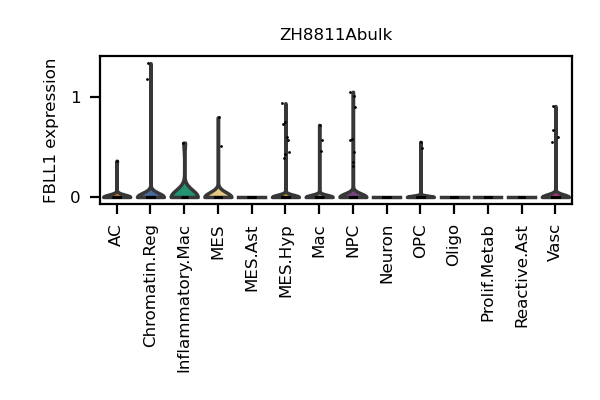 ZH8811Abulk
FBLL1 expression
1
0
AC
Chromatin.Reg
Inflammatory.Mac
MES
MES.Ast
MES.Hyp
Mac
NPC
Neuron
OPC
Oligo
Prolif.Metab
Reactive.Ast
Vasc